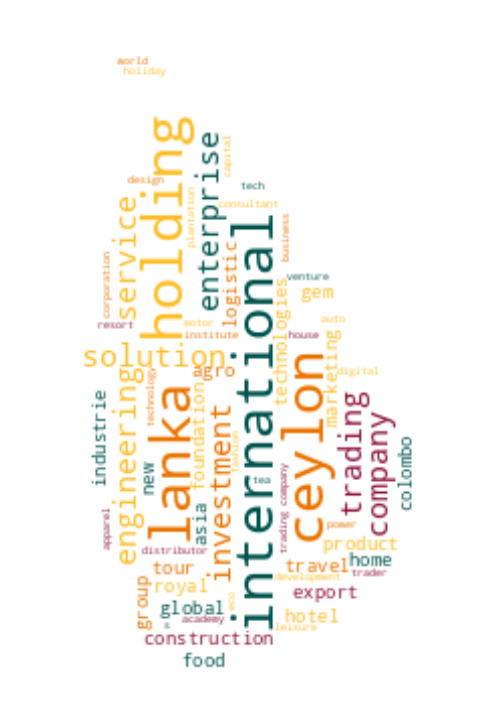 world
holiday
holding
enterprise
capital
design
tech
plantation
consultant
service
business
international
logistic
corporation
venture
technologies
gem
resort
motor
auto
institute
house
marketing
solution
agro
technology
digital
lanka
ceylon
engineering
foundation
industrie
trading
company
investment
fashion
colombo
new
tea
trading company
asia
apparel
power
distributor
product
home
tour
travel
trader
development
royal
group
eco
export
global
s
academy
hotel
leisure
construction
food